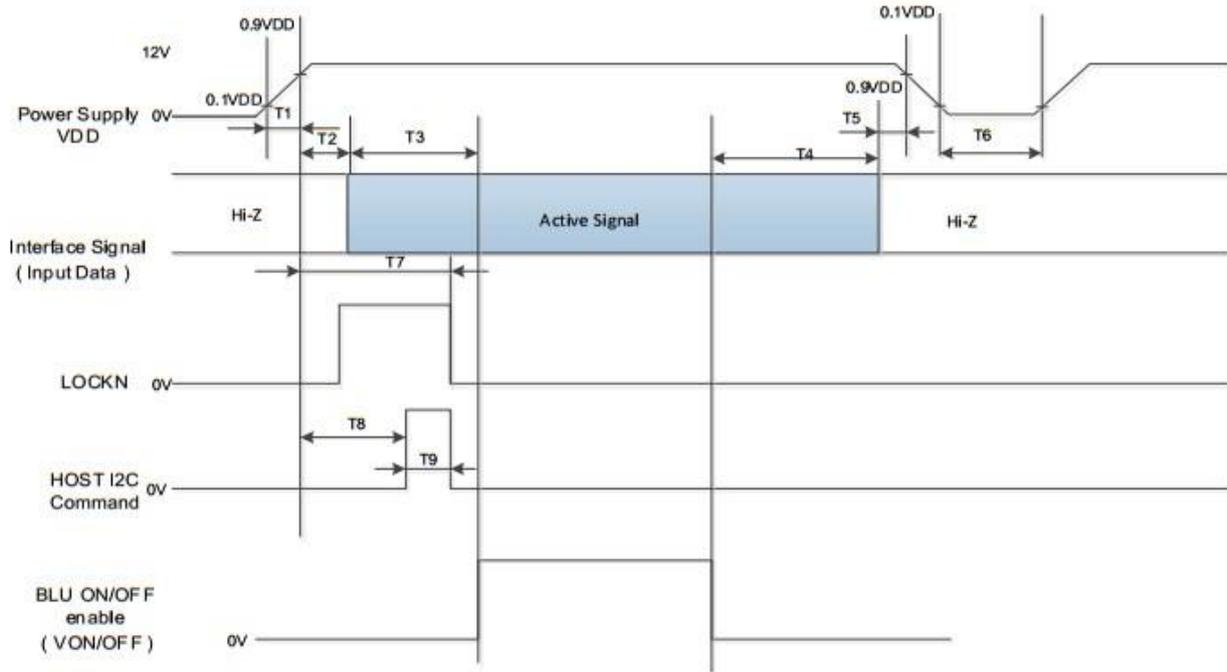 0.9VDD
0.1VDD
12V
0.1VDD
0.9VDD
Power Supply
VDD
0V
T1
T2
T3
T4
T5
T6
Hi-Z
Active Signal
Hi-Z
Interface Signal
( Input Data )
T7
LOCKN
0V
T8
T9
HOST I2C
Command
0V
BLU ON/OFF
enable
( VON/OFF)
0V